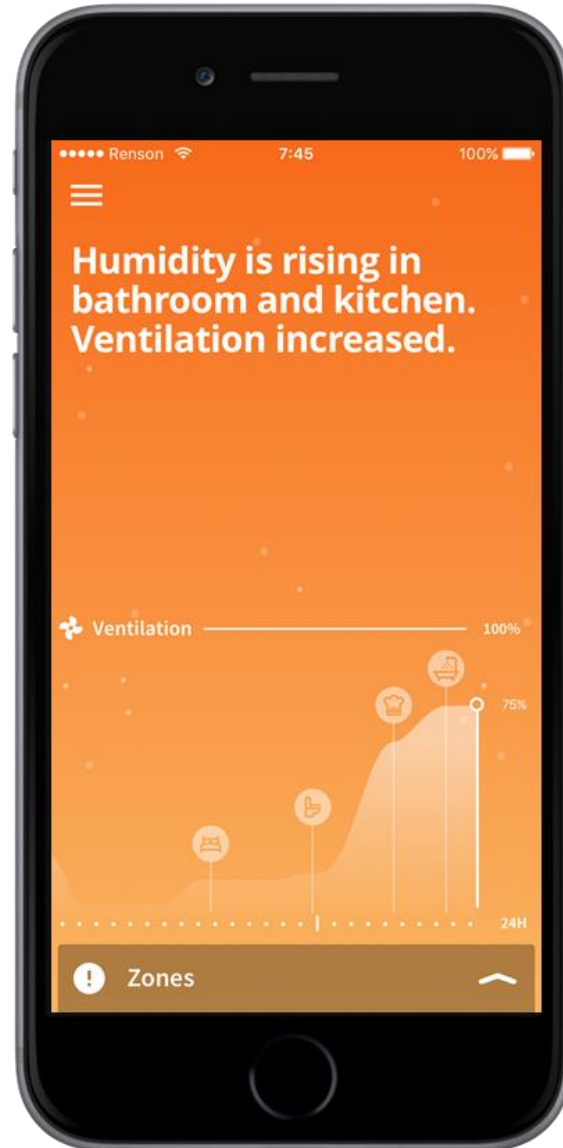 Renson 7:45 100%
Humidity is rising in
bathroom and kitchen.
Ventilation increased.
Ventilation 100%
75%
24H
! Zones